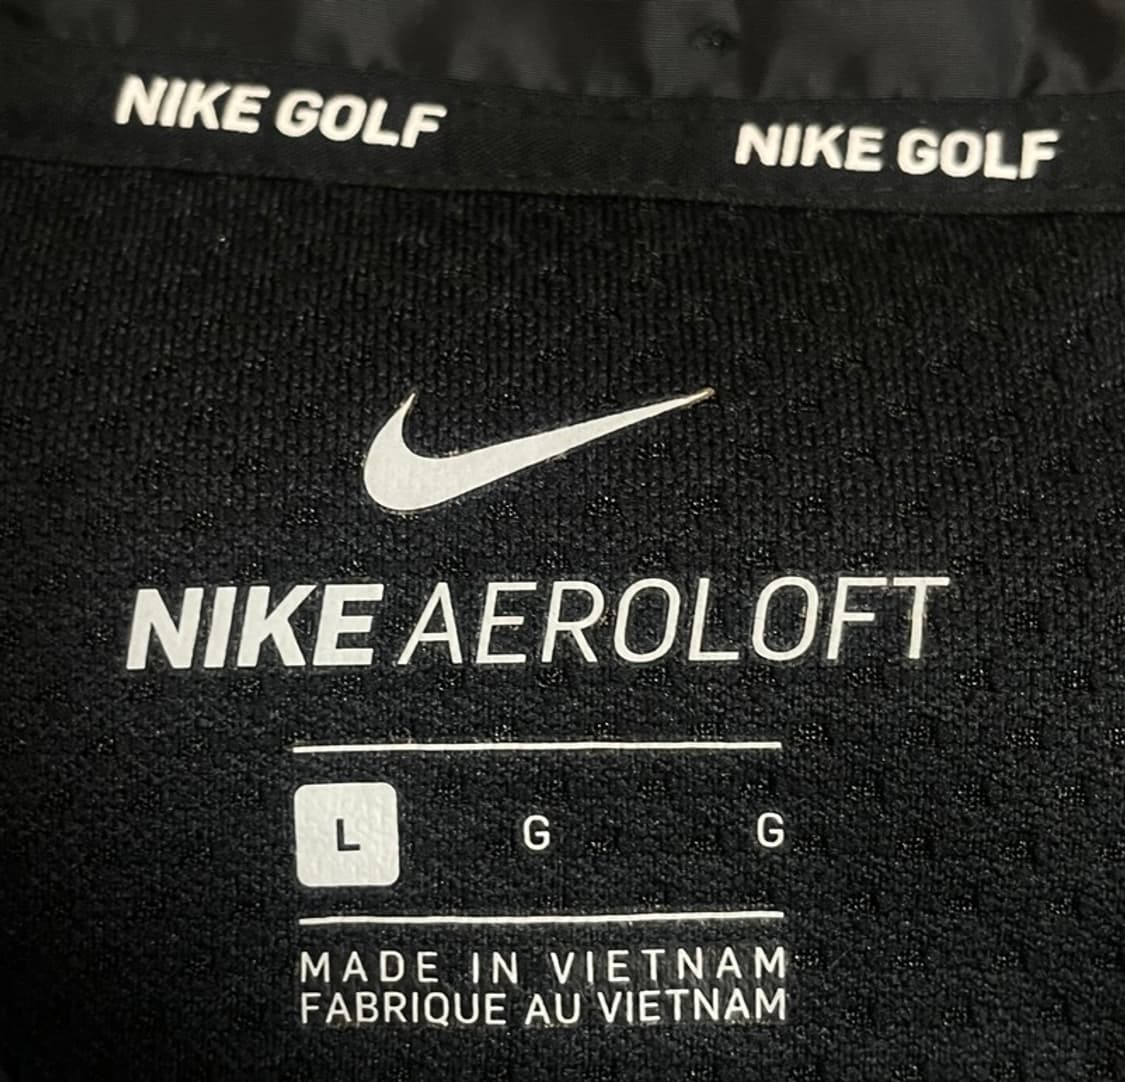 NIKE GOLF NIKE GOLF
NIKE AEROLOFT
L G G
MADE IN VIETNAM
FABRIQUE AU VIETNAM